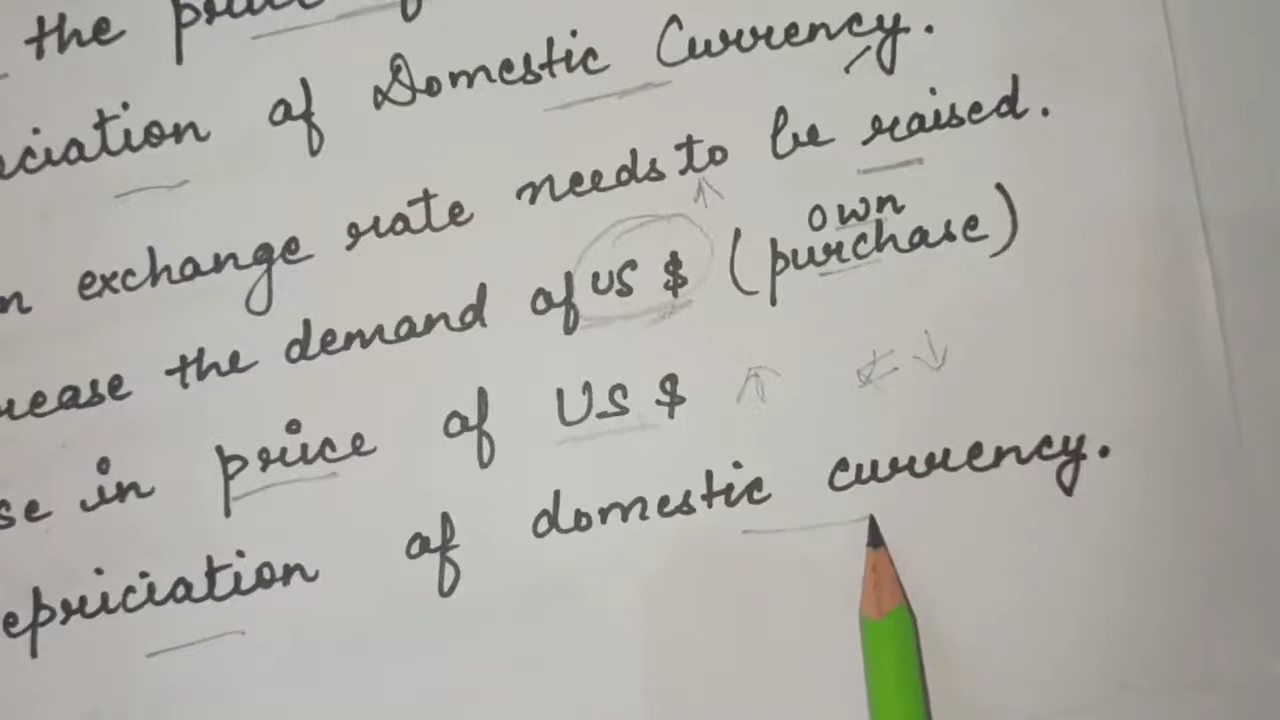 the
ciation of Domestic Currency.
n exchange rate needs to be raised.
rease the demand of US $ (own purchase)
se in price of US $
epriciation of domestic currency.